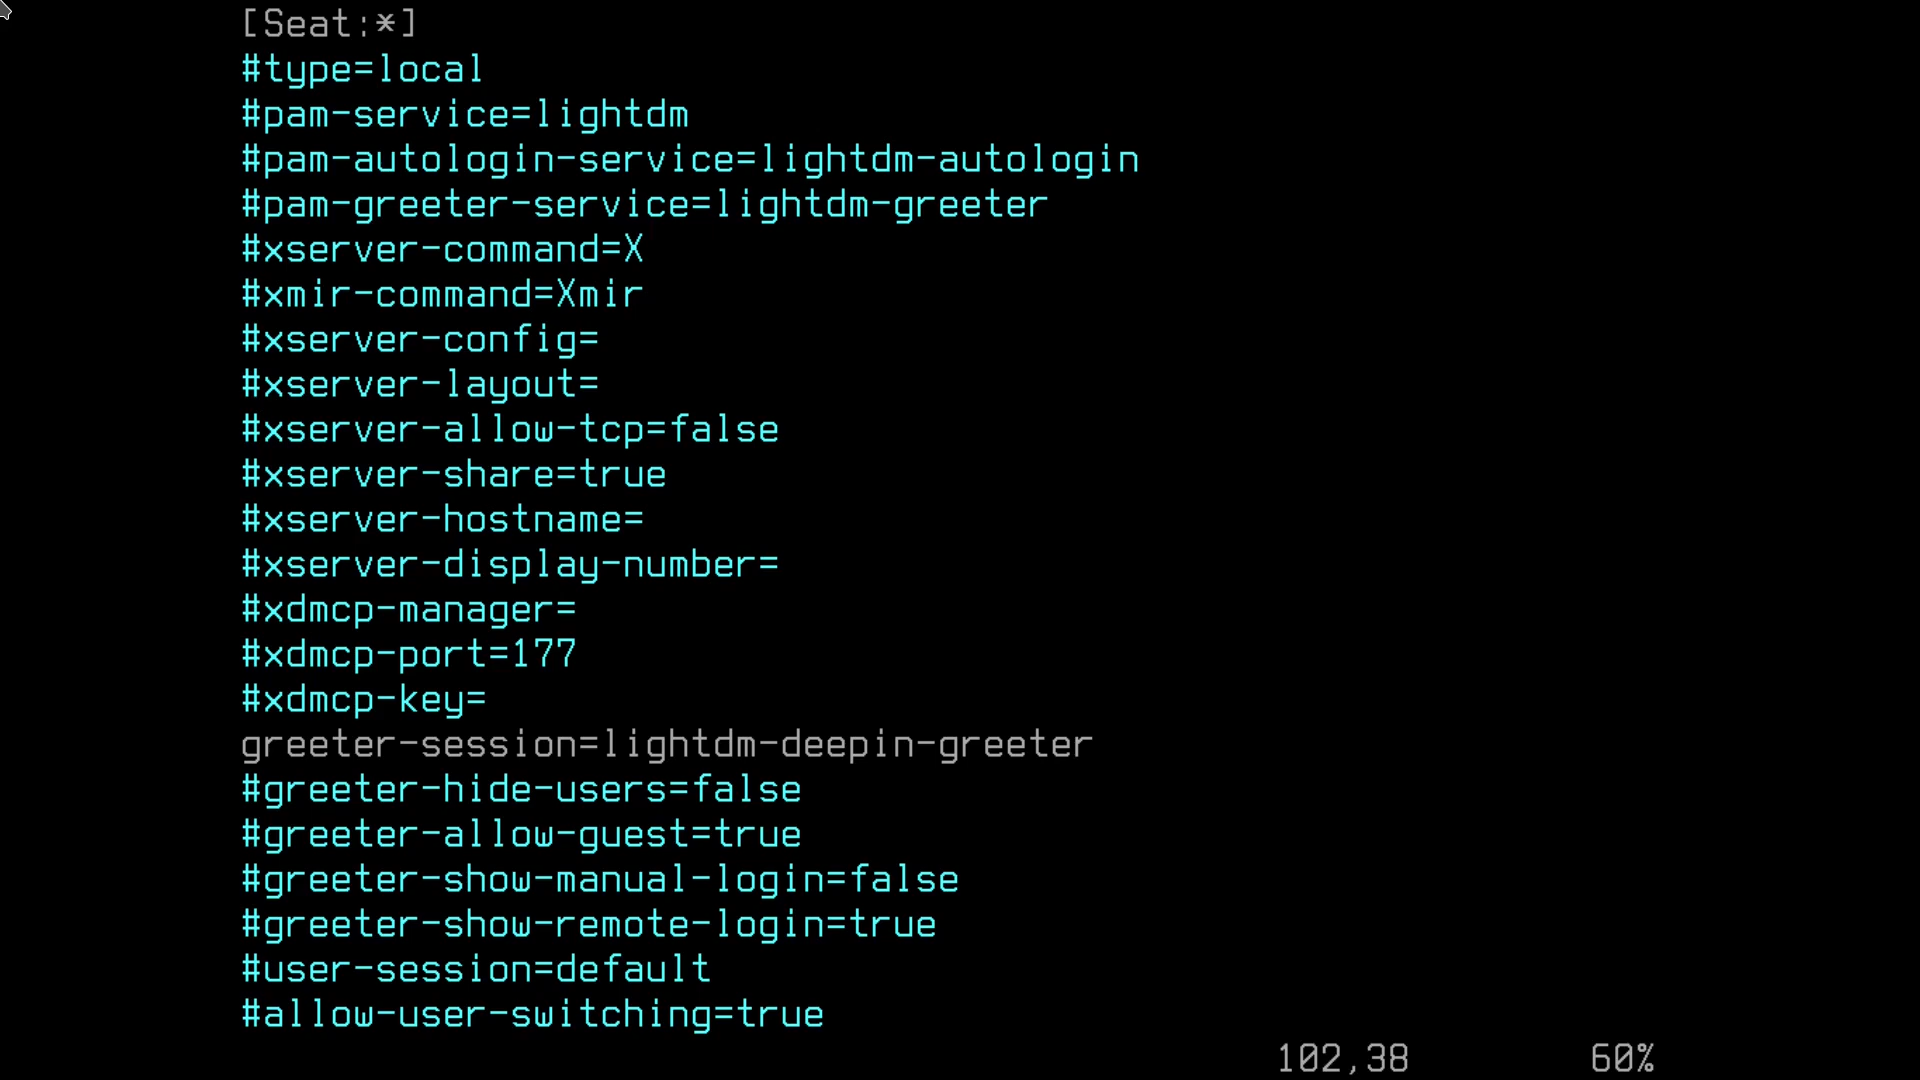 [Seat:*]
#type=local
#pam-service=lightdm
#pam-autologin-service=lightdm-autologin
#pam-greeter-service=lightdm-greeter
#xserver-command=X
#xmir-command=Xmir
#xserver-config=
#xserver-layout=
#xserver-allow-tcp=false
#xserver-share=true
#xserver-hostname=
#xserver-display-number=
#xdmcp-manager=
#xdmcp-port=177
#xdmcp-key=
greeter-session=lightdm-deepin-greeter
#greeter-hide-users=false
#greeter-allow-guest=true
#greeter-show-manual-login=false
#greeter-show-remote-login=true
#user-session=default
#allow-user-switching=true
102,38 60%